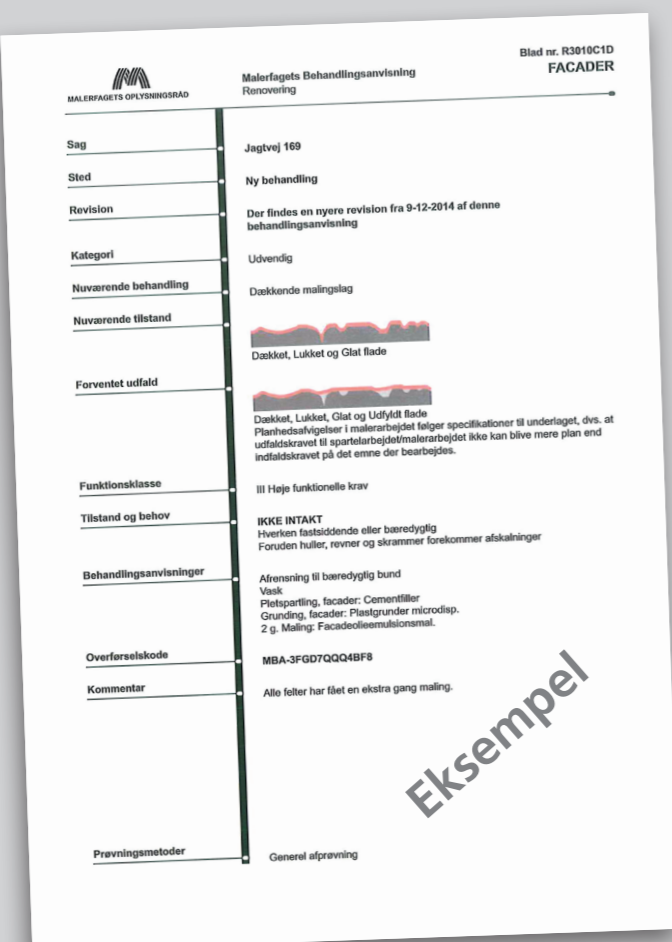 Blad nr. R3010C1D
FACADER
MALERFAGETS OPLYSNINGSRÅD
Malerfagets Behandlingsanvisning
Renovering
Sag
Jagtvej 169
Sted
Ny behandling
Revision
Der findes en nyere revision fra 9-12-2014 af denne
behandlingsanvisning
Kategori
Udvendig
Nuværende behandling
Dækkende malingslag
Nuværende tilstand
Dækket, Lukket og Glat flade
Forventet udfald
Dækket, Lukket, Glat og Udfyldt flade
Planhedsafvigelser i malerarbejdet følger specifikationer til underlaget, dvs. at
udfaldskravet til spartelarbejdet/malerarbejdet ikke kan blive mere plan end
indfaldskravet på det emne der bearbejdes.
Funktionsklasse
III Høje funktionelle krav
Tilstand og behov
IKKE INTAKT
Hverken fastsiddende eller bæredygtig
Foruden huller, revner og skrammer forekommer afskalninger
Behandlingsanvisninger
Afrensning til bæredygtig bund
Vask
Pletspartling, facader: Cementfiller
Grunding, facader: Plastgrunder microdisp.
2 g. Maling: Facadeolieemulsionsmal.
Overførselskode
MBA-3FGD7QQQ4BF8
Kommentar
Alle felter har fået en ekstra gang maling.
Eksempel
Prøvningsmetoder
Generel afprøvning